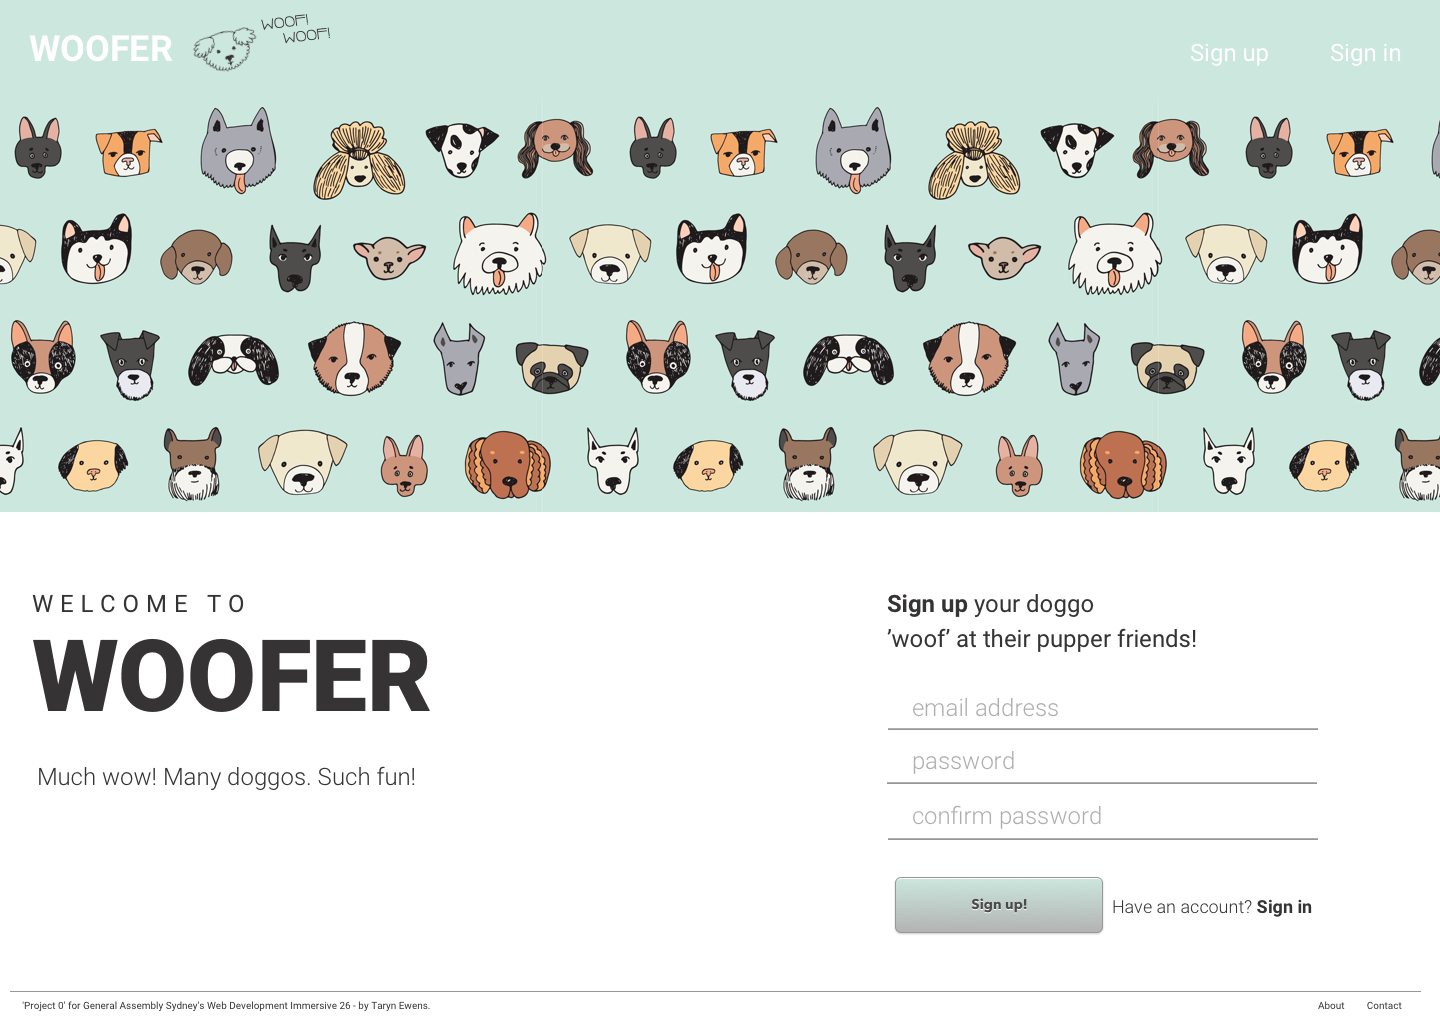 WOOFER
WOOF!
WOOF!
Sign up
Sign in
WELCOME TO
WOOFER
Much wow! Many doggos. Such fun!
Sign up your doggo
’woof’ at their pupper friends!
email address
password
confirm password
Sign up!
Have an account? Sign in
'Project 0' for General Assembly Sydney's Web Development Immersive 26 - by Taryn Ewens.
About
Contact